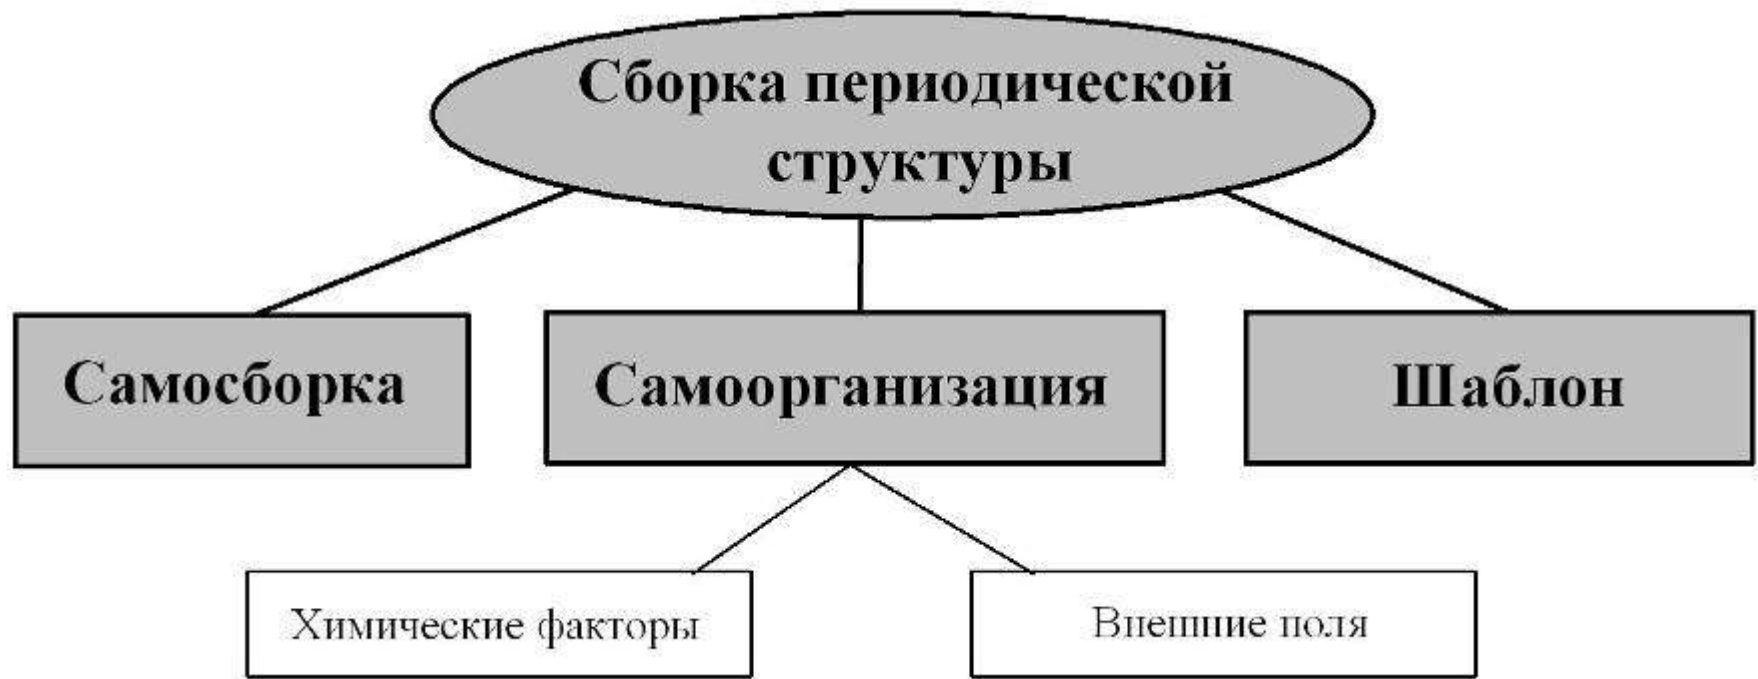 Сборка периодической
структуры
Самосборка
Самоорганизация
Шаблон
Химические факторы
Внешние поля